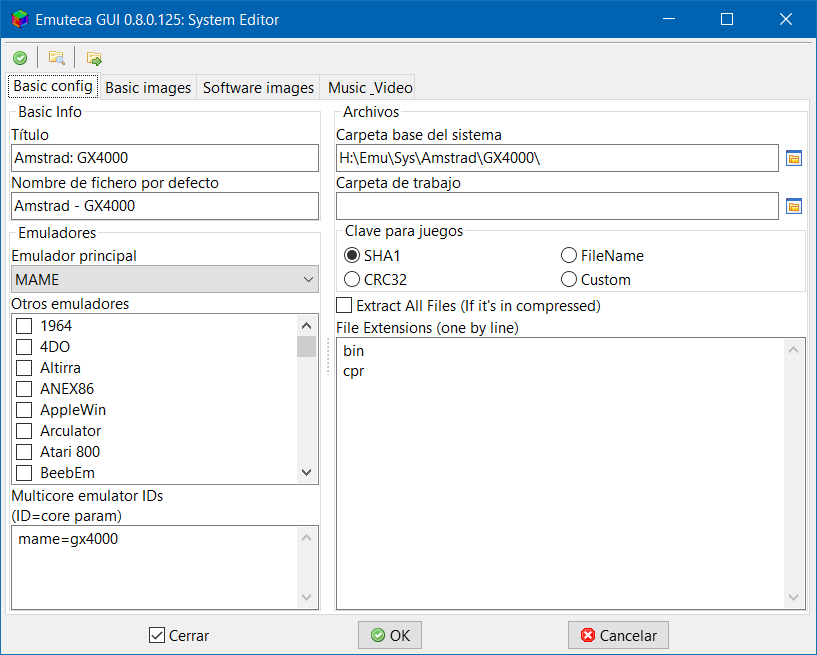 Emuteca GUI 0.8.0.125: System Editor
Basic config
Basic images
Software images
Music_Video
Basic Info
Título
Amstrad: GX4000
Nombre de fichero por defecto
Amstrad - GX4000
Emuladores
Emulador principal
MAME
Otros emuladores
1964
4DO
Altirra
ANEX86
AppleWin
Arculator
Atari 800
BeebEm
Multicore emulator IDs
(ID=core param)
mame=gx4000
Archivos
Carpeta base del sistema
H:\Emu\Sys\Amstrad\GX4000\
Carpeta de trabajo
Clave para juegos
SHA1
FileName
CRC32
Custom
Extract All Files (If it's in compressed)
File Extensions (one by line)
bin
cpr
Cerrar
OK
Cancelar